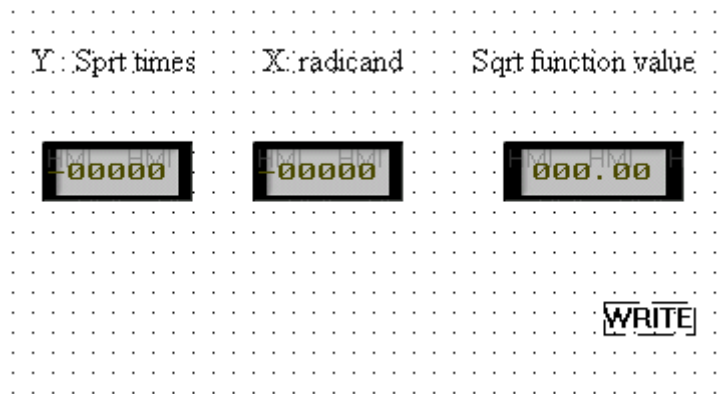 Y : Sprt times X: radicand Sqrt function value
HMI HMI HMI HMI HMI HMI H
-00000 -00000 000.00
WRITE